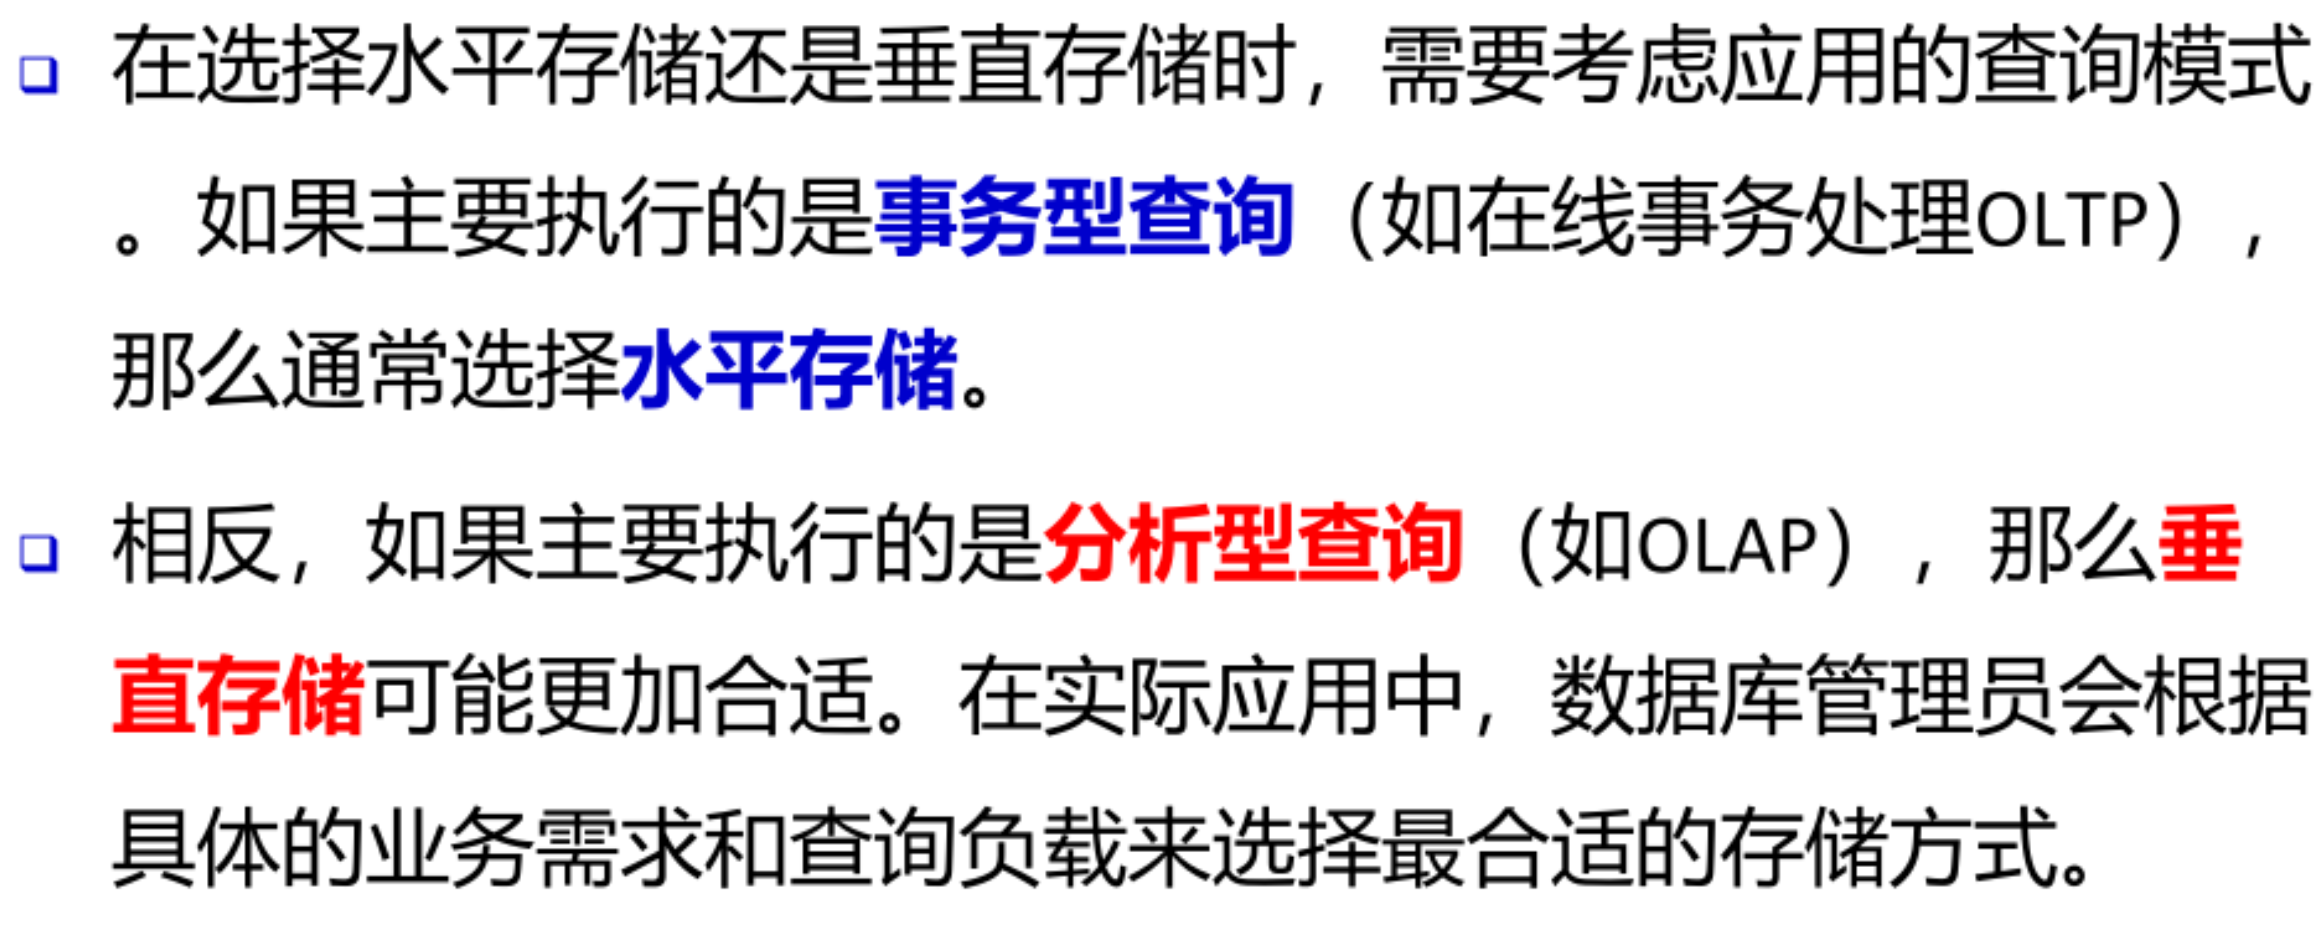 在选择水平存储还是垂直存储时，需要考虑应用的查询模式
。如果主要执行的是事务型查询（如在线事务处理OLTP），
那么通常选择水平存储。
相反，如果主要执行的是分析型查询（如OLAP），那么垂
直存储可能更加合适。在实际应用中，数据库管理员会根据
具体的业务需求和查询负载来选择最合适的存储方式。